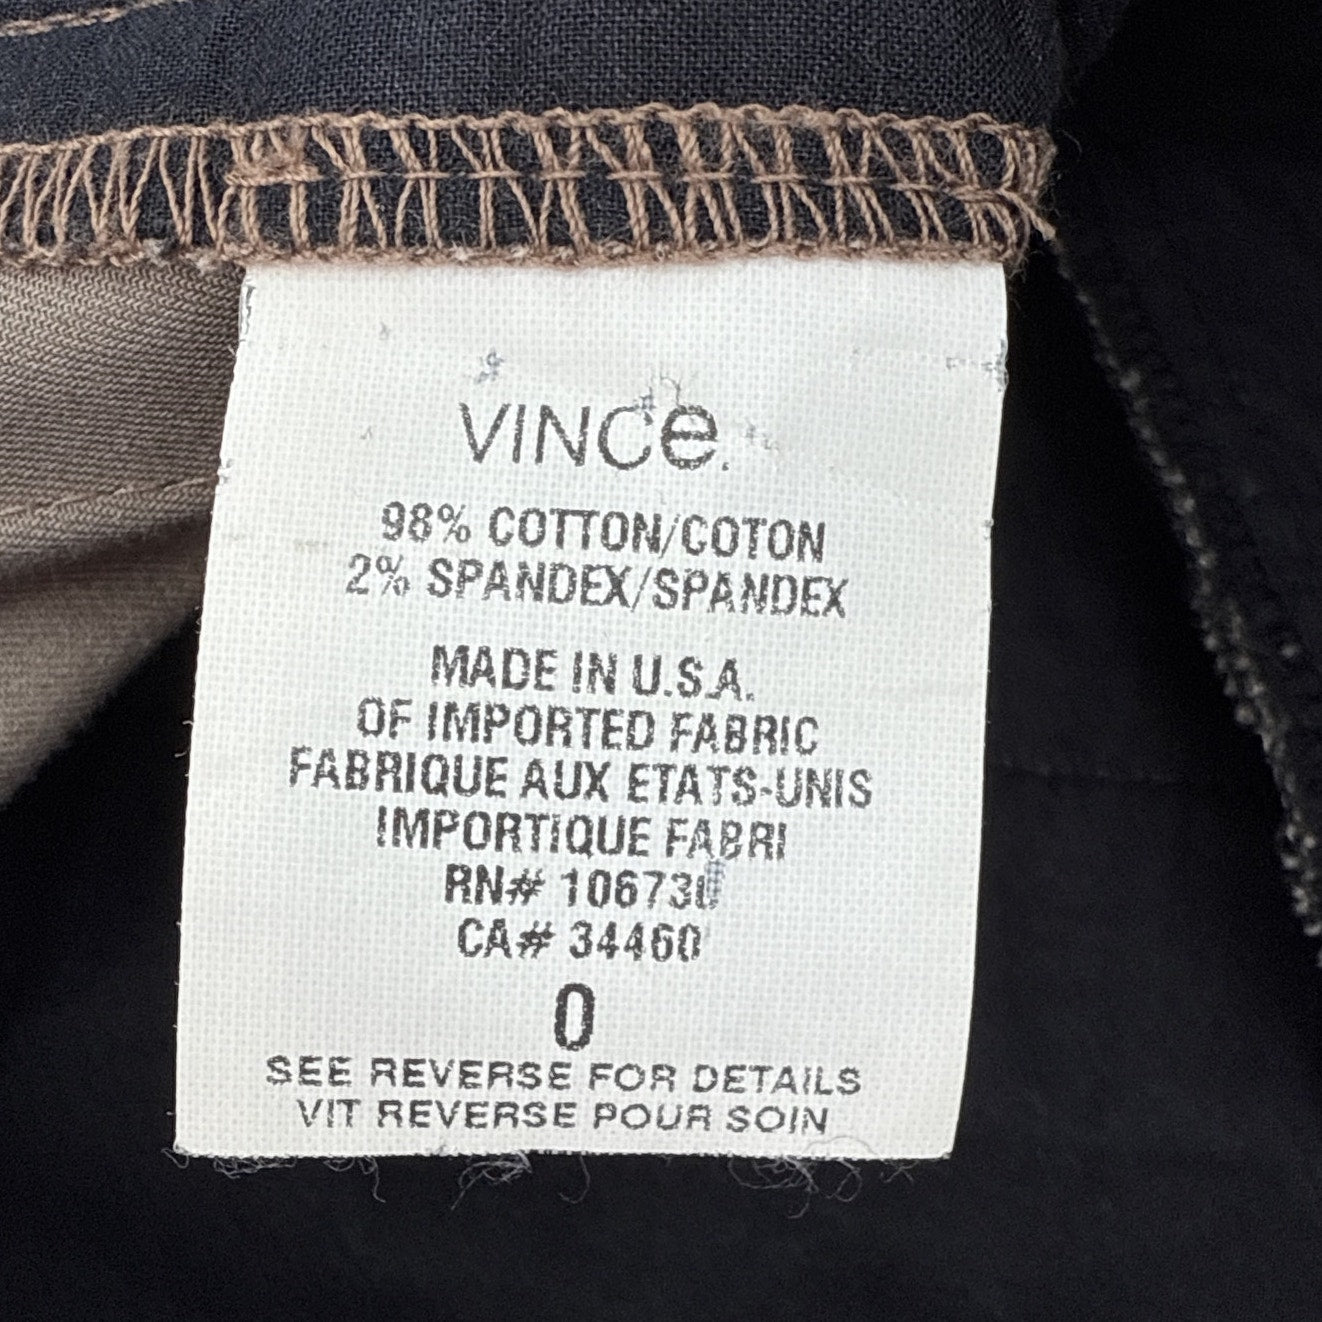 VINCe.
98% COTTON/COTON
2% SPANDEX/SPANDEX
MADE IN U.S.A.
OF IMPORTED FABRIC
FABRIQUE AUX ETATS-UNIS
IMPORTIQUE FABRI
RN# 106730
CA# 34460
0
SEE REVERSE FOR DETAILS
VIT REVERSE POUR SOIN